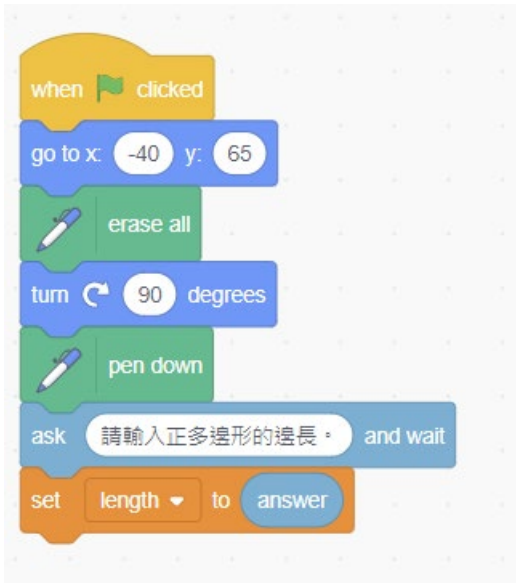 when clicked
go to x: -40 y: 65
erase all
turn 90 degrees
pen down
ask 請輸入正多邊形的邊長。 and wait
set length to answer